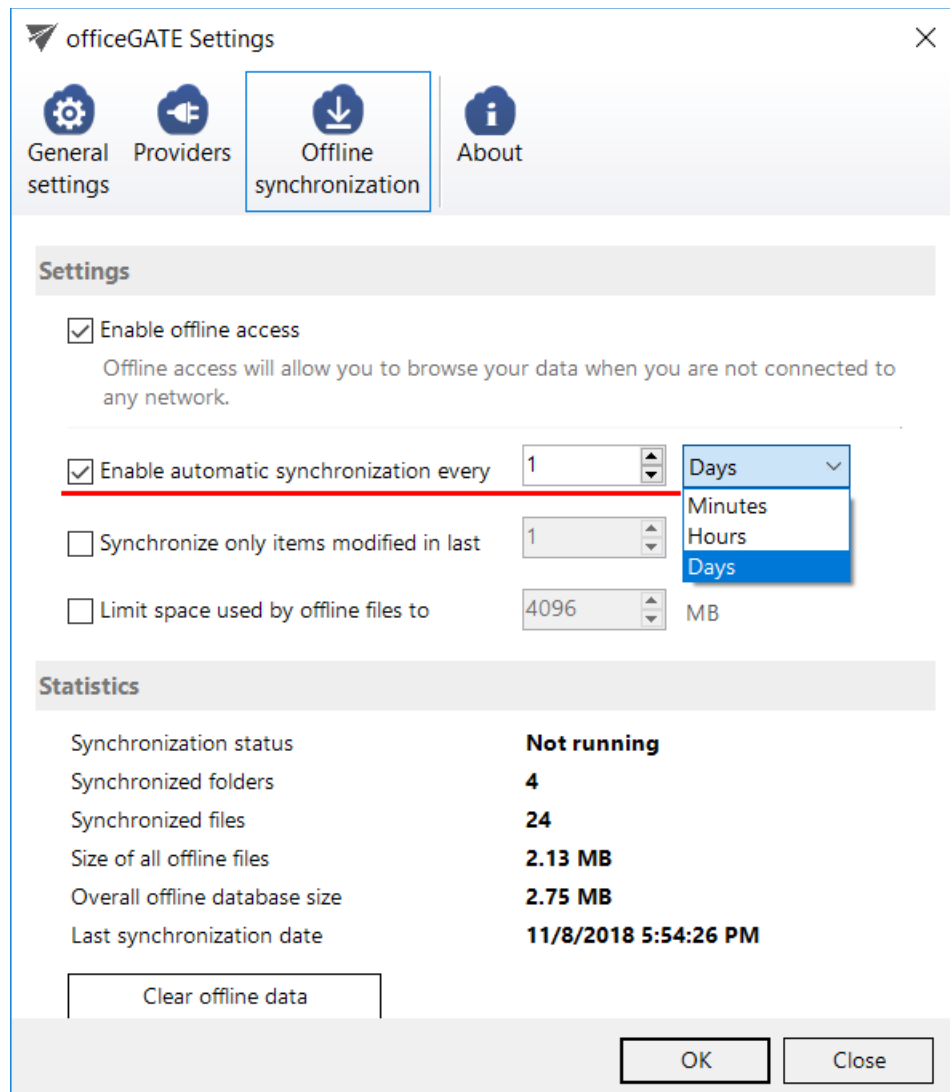 officeGATE Settings
General settings
Providers
Offline synchronization
About
Settings
Enable offline access
Offline access will allow you to browse your data when you are not connected to
any network.
Enable automatic synchronization every 1 Days
Minutes
Hours
Days
Synchronize only items modified in last 1
Limit space used by offline files to 4096 MB
Statistics
Synchronization status Not running
Synchronized folders 4
Synchronized files 24
Size of all offline files 2.13 MB
Overall offline database size 2.75 MB
Last synchronization date 11/8/2018 5:54:26 PM
Clear offline data
OK Close